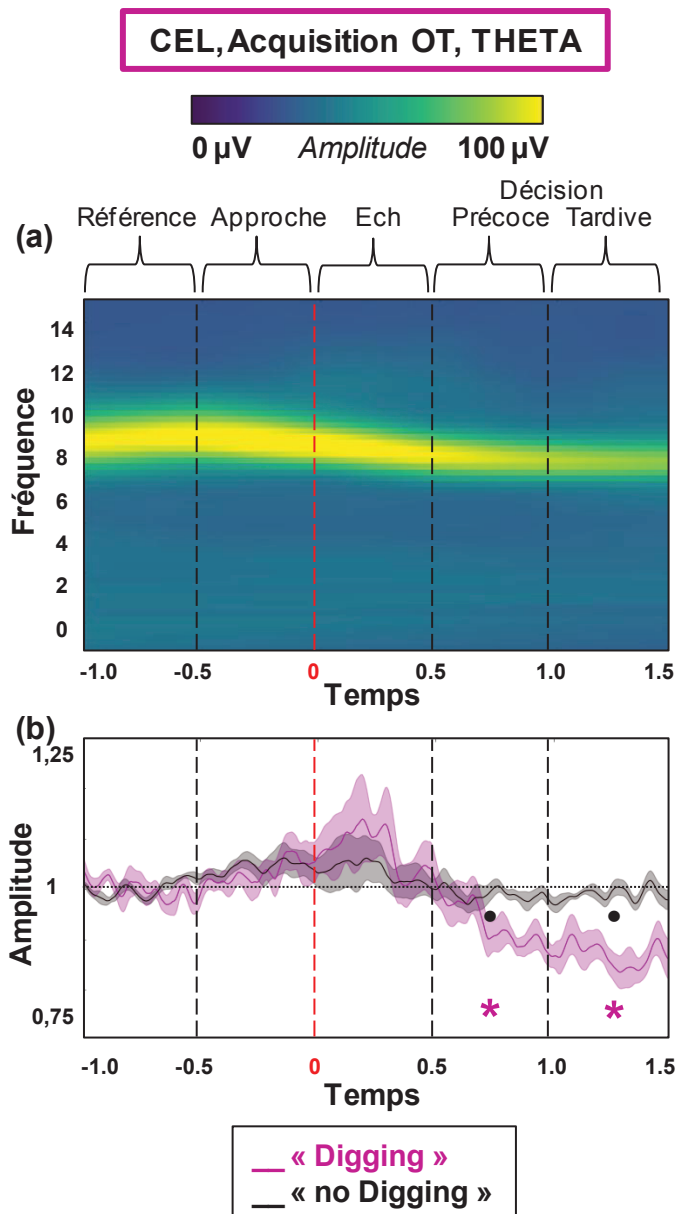 CEL, Acquisition OT, THETA
0 µV Amplitude 100 µV
Décision
Référence Approche Ech Précoce Tardive
(a)
14
12
10
8
6
4
2
0
Fréquence
-1.0 -0.5 0 0.5 1.0 1.5
Temps
(b)
1,25
1
0,75
Amplitude
* *
-1.0 -0.5 0 0.5 1.0 1.5
Temps
« Digging »
« no Digging »